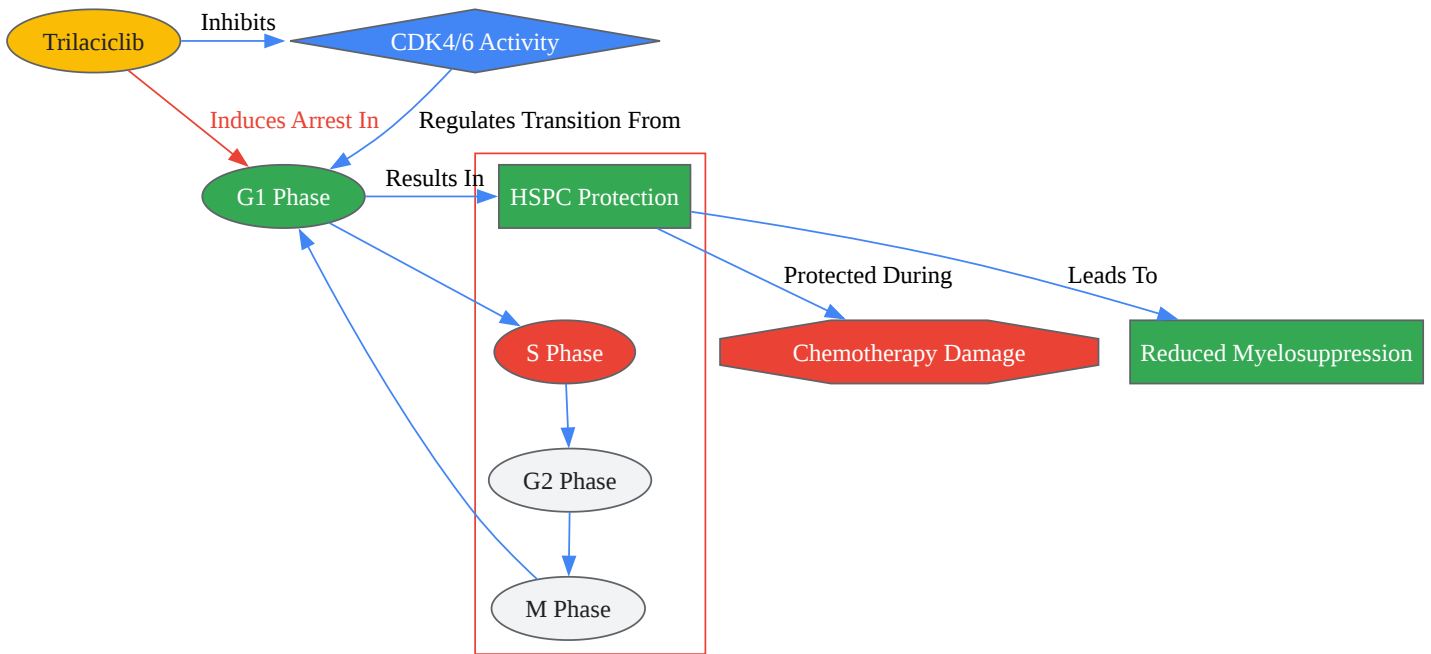 Trilaciclib
Inhibits
CDK4/6 Activity
Induces Arrest In
Regulates Transition From
G1 Phase
Results In
HSPC Protection
Protected During
Leads To
S Phase
Chemotherapy Damage
Reduced Myelosuppression
G2 Phase
M Phase